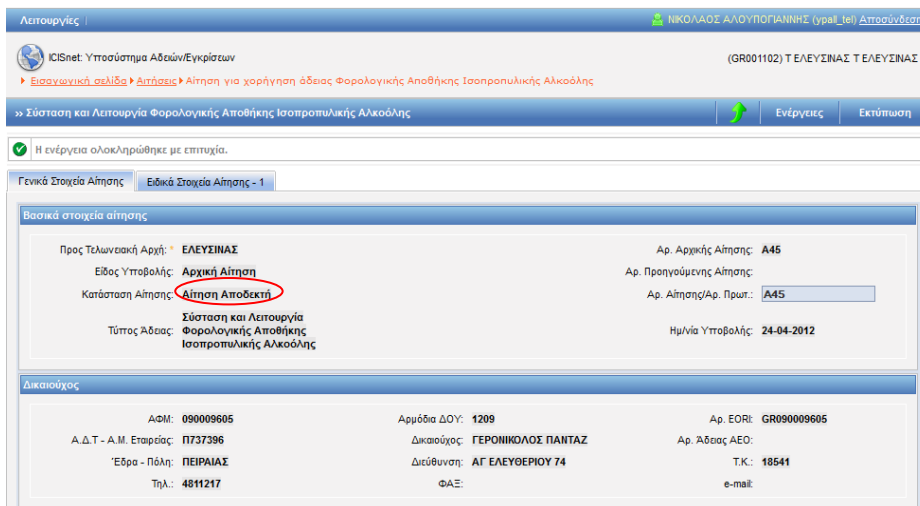 Λειτουργίες
ΝΙΚΟΛΑΟΣ ΑΛΟΥΠΟΓΙΑΝΝΗΣ (ypall_tel) Αποσύνδεση
ICISnet: Υποσύστημα Αδειών/Εγκρίσεων
(GR001102) Τ ΕΛΕΥΣΙΝΑΣ Τ ΕΛΕΥΣΙΝΑΣ
Εισαγωγική σελίδα Αιτήσεις Αίτηση για χορήγηση άδειας Φορολογικής Αποθήκης Ισοπροπυλικής Αλκοόλης
» Σύσταση και Λειτουργία Φορολογικής Αποθήκης Ισοπροπυλικής Αλκοόλης
Ενέργειες Εκτύπωση
Η ενέργεια ολοκληρώθηκε με επιτυχία.
Γενικά Στοιχεία Αίτησης Ειδικά Στοιχεία Αίτησης - 1
Βασικά στοιχεία αίτησης
Προς Τελωνειακή Αρχή: * ΕΛΕΥΣΙΝΑΣ Αρ. Αρχικής Αίτησης: A45
Είδος Υποβολής: Αρχική Αίτηση Αρ. Προηγούμενης Αίτησης:
Κατάσταση Αίτησης: Αίτηση Αποδεκτή Αρ. Αίτησης/Αρ. Πρωτ.: A45
Τύπος Άδειας: Σύσταση και Λειτουργία
Φορολογικής Αποθήκης
Ισοπροπυλικής Αλκοόλης
Ημ/νία Υποβολής: 24-04-2012
Δικαιούχος
ΑΦΜ: 090009605 Αρμόδια ΔΟΥ: 1209 Αρ. EORI: GR090009605
Α.Δ.Τ - Α.Μ. Εταιρείας: Π737396 Δικαιούχος: ΓΕΡΟΝΙΚΟΛΟΣ ΠΑΝΤΑΖ Αρ. Άδειας ΑΕΟ:
Έδρα - Πόλη: ΠΕΙΡΑΙΑΣ Διεύθυνση: ΑΓ ΕΛΕΥΘΕΡΙΟΥ 74 Τ.Κ.: 18541
Τηλ.: 4811217 ΦΑΞ: e-mail: